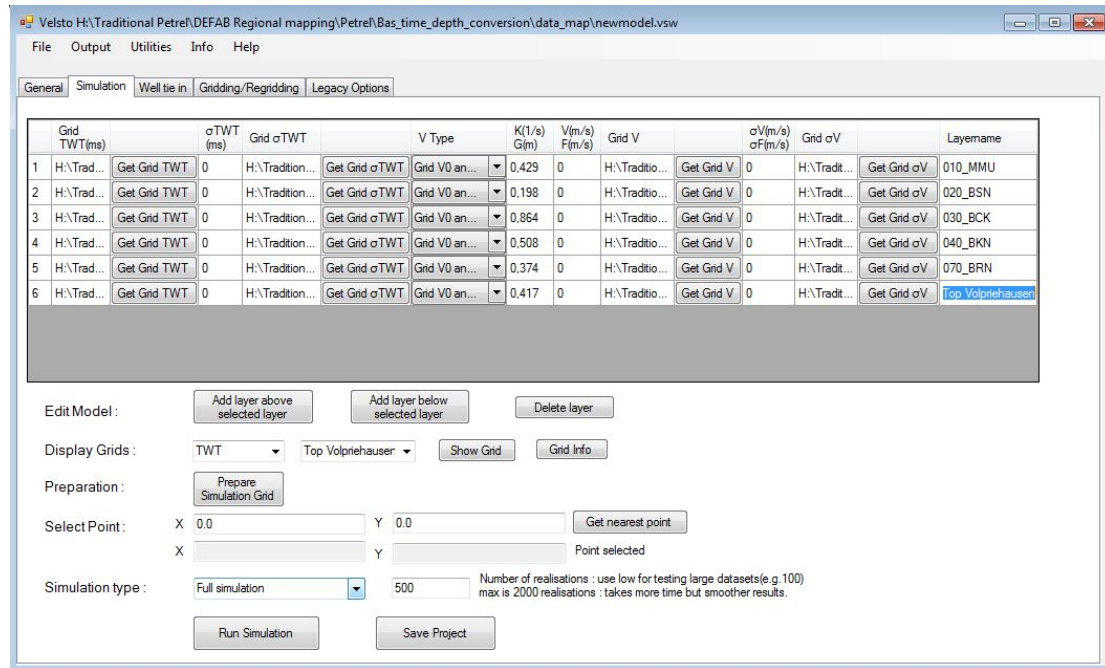 Velsto H:\Traditional Petrel\DEFAB Regional mapping\Petrel\Bas_time_depth_conversion\data_map\newmodel.vsw
File Output Utilities Info Help
General Simulation Well tie in Gridding/Regridding Legacy Options
Grid TWT(ms) σTWT (ms) Grid σTWT V Type K(1/s) G(m) V(m/s) F(m/s) Grid V σV(m/s) σF(m/s) Grid σV Layername
1 H:\Trad... Get Grid TWT 0 H:\Tradition... Get Grid σTWT Grid V0 an... 0,429 0 H:\Traditio... Get Grid V 0 H:\Tradit... Get Grid σV 010_MMU
2 H:\Trad... Get Grid TWT 0 H:\Tradition... Get Grid σTWT Grid V0 an... 0,198 0 H:\Traditio... Get Grid V 0 H:\Tradit... Get Grid σV 020_BSN
3 H:\Trad... Get Grid TWT 0 H:\Tradition... Get Grid σTWT Grid V0 an... 0,864 0 H:\Traditio... Get Grid V 0 H:\Tradit... Get Grid σV 030_BCK
4 H:\Trad... Get Grid TWT 0 H:\Tradition... Get Grid σTWT Grid V0 an... 0,508 0 H:\Traditio... Get Grid V 0 H:\Tradit... Get Grid σV 040_BKN
5 H:\Trad... Get Grid TWT 0 H:\Tradition... Get Grid σTWT Grid V0 an... 0,374 0 H:\Traditio... Get Grid V 0 H:\Tradit... Get Grid σV 070_BRN
6 H:\Trad... Get Grid TWT 0 H:\Tradition... Get Grid σTWT Grid V0 an... 0,417 0 H:\Traditio... Get Grid V 0 H:\Tradit... Get Grid σV Top Volpriehausen
Edit Model : Add layer above selected layer Add layer below selected layer Delete layer
Display Grids : TWT Top Volpriehausen Show Grid Grid Info
Preparation : Prepare Simulation Grid
Select Point : X 0.0 Y 0.0 Get nearest point
X Y Point selected
Simulation type : Full simulation 500 Number of realisations : use low for testing large datasets(e.g.100)
max is 2000 realisations : takes more time but smoother results.
Run Simulation Save Project